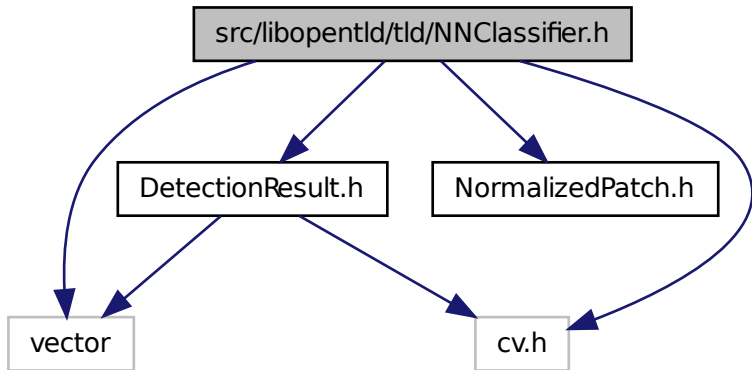 src/libopentld/tld/NNClassifier.h
DetectionResult.h
NormalizedPatch.h
vector
cv.h